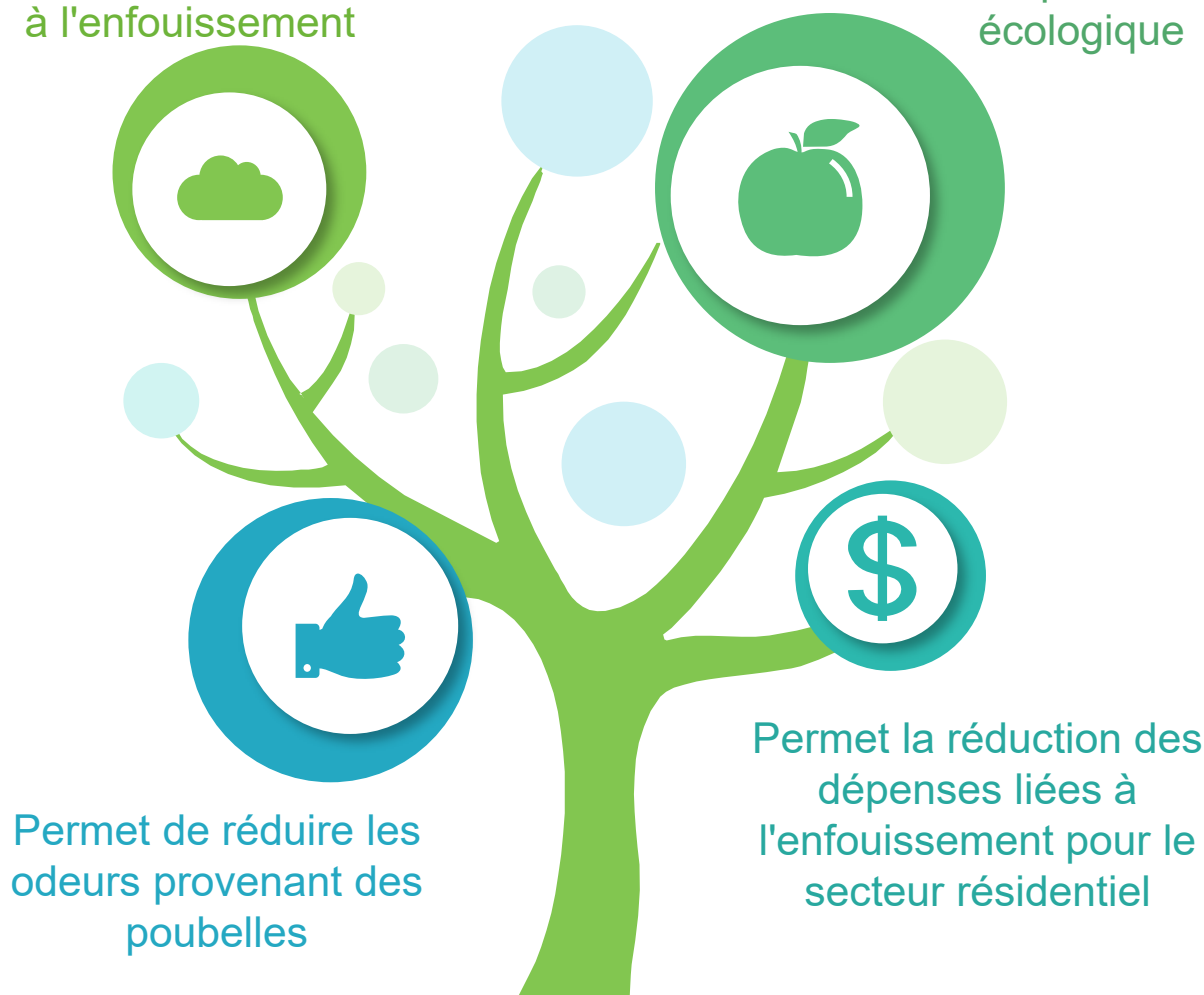 à l'enfouissement
écologique
$
Permet de réduire les
odeurs provenant des
poubelles
Permet la réduction des
dépenses liées à
l'enfouissement pour le
secteur résidentiel